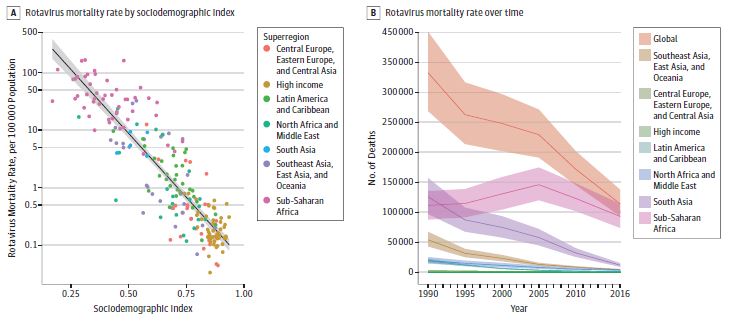 A Rotavirus mortality rate by sociodemographic index
500
100
50
10
5
1
0.5
0.1
0.25
0.50
0.75
1.00
Rotavirus Mortality Rate, per 100 000 Population
Sociodemographic Index
Superregion
Central Europe,
Eastern Europe,
and Central Asia
High income
Latin America
and Caribbean
North Africa and
Middle East
South Asia
Southeast Asia,
East Asia, and
Oceania
Sub-Saharan
Africa
B Rotavirus mortality rate over time
450000
400000
350000
300000
250000
200000
150000
100000
50000
0
1990
1995
2000
2005
2010
2016
No. of Deaths
Year
Global
Southeast Asia,
East Asia, and
Oceania
Central Europe,
Eastern Europe,
and Central Asia
High income
Latin America
and Caribbean
North Africa and
Middle East
South Asia
Sub-Saharan
Africa